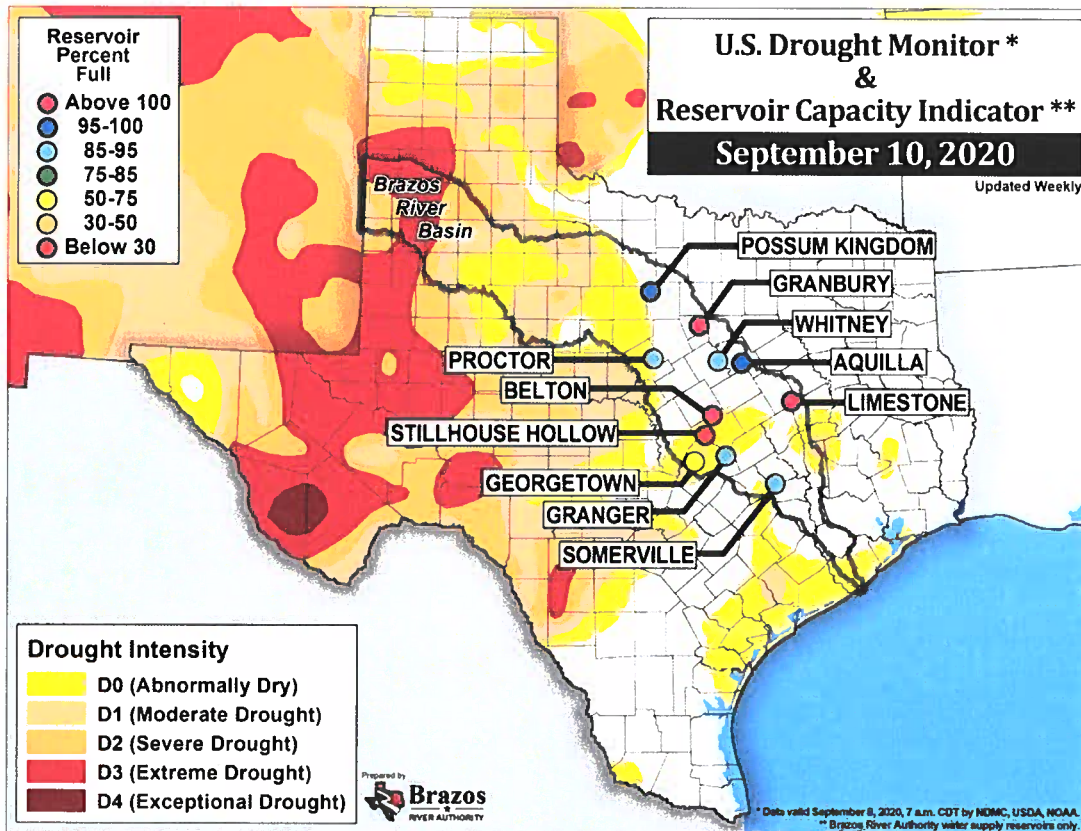 Reservoir
Percent
Full
Above 100
95-100
85-95
75-85
50-75
30-50
Below 30
U.S. Drought Monitor *
&
Reservoir Capacity Indicator **
September 10, 2020
Updated Weekly
Brazos
River
Basin
POSSUM KINGDOM
GRANBURY
WHITNEY
PROCTOR
AQUILLA
BELTON
LIMESTONE
STILLHOUSE HOLLOW
GEORGETOWN
GRANGER
SOMERVILLE
Drought Intensity
D0 (Abnormally Dry)
D1 (Moderate Drought)
D2 (Severe Drought)
D3 (Extreme Drought)
D4 (Exceptional Drought)
Prepared by
Brazos
RIVER AUTHORITY
* Data valid September 8, 2020, 7 a.m. CDT by NDMC, USDA, NOAA
** Brazos River Authority water supply reservoirs only